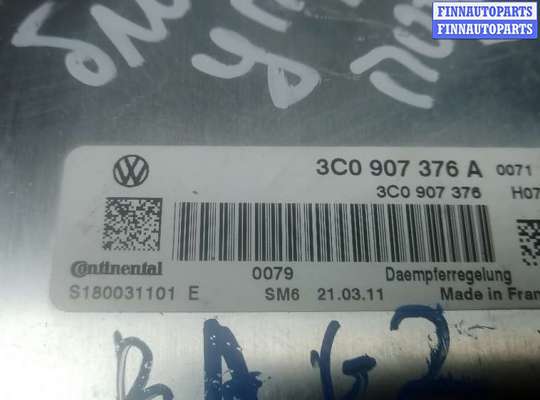 FINNAUTOPARTS
FINNAUTOPARTS
3C0 907 376 A 0071
3C0 907 376 H07
Continental 0079 Daempferregelung
S180031101 E SM6 21.03.11 Made in Fran